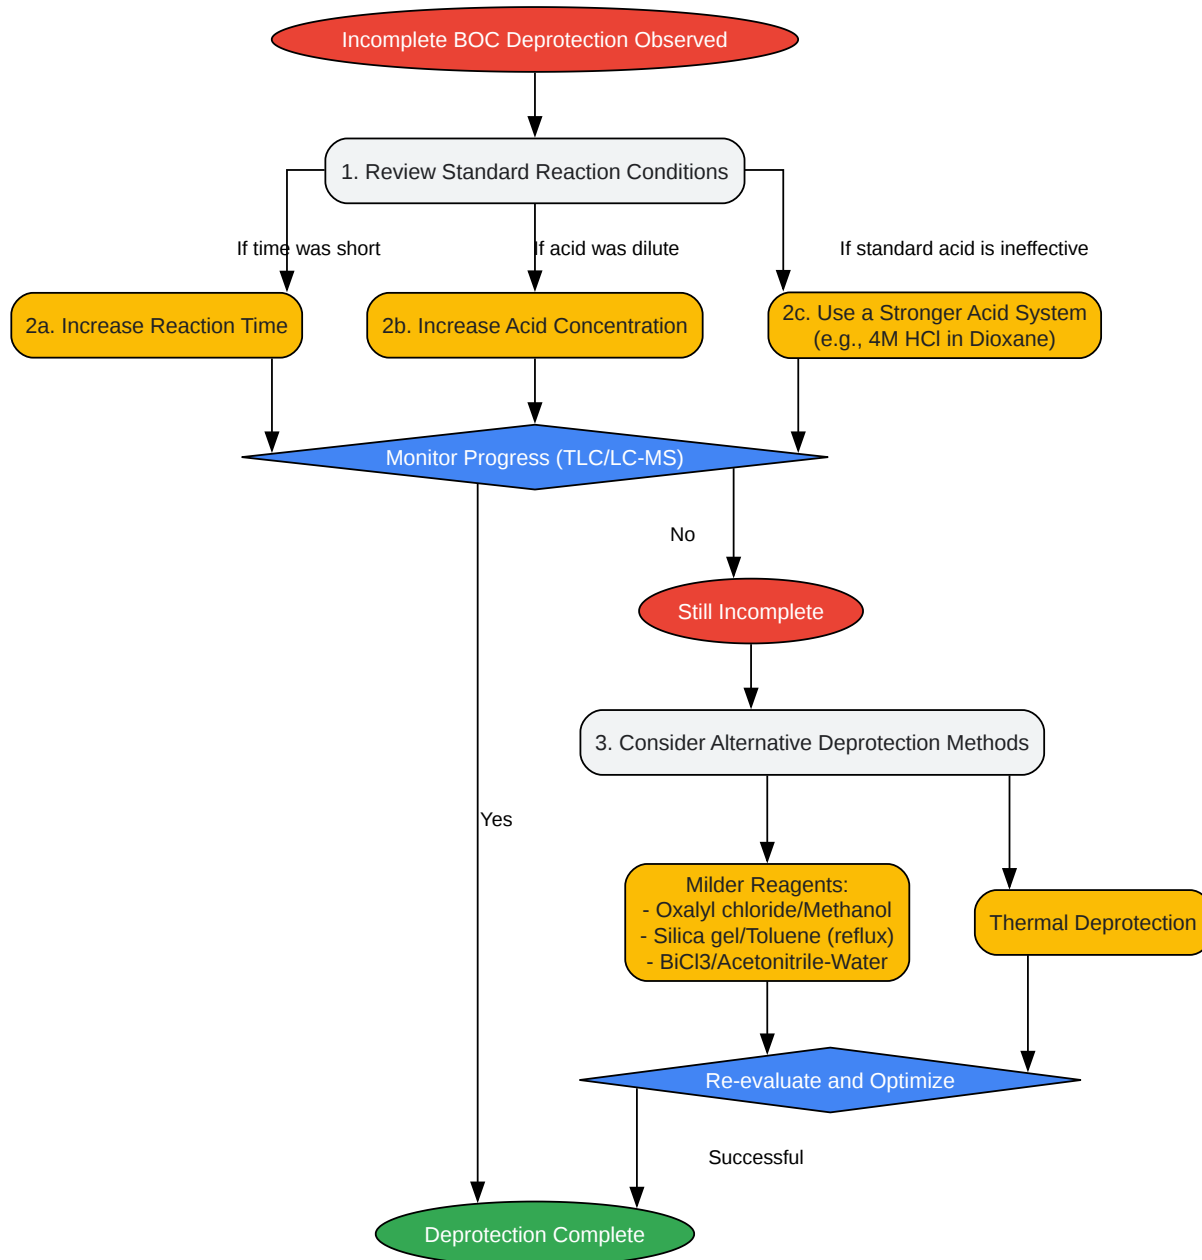 Incomplete BOC Deprotection Observed
1. Review Standard Reaction Conditions
If time was short
If acid was dilute
If standard acid is ineffective
2a. Increase Reaction Time
2b. Increase Acid Concentration
2c. Use a Stronger Acid System
(e.g., 4M HCl in Dioxane)
Monitor Progress (TLC/LC-MS)
No
Still Incomplete
3. Consider Alternative Deprotection Methods
Yes
Milder Reagents:
- Oxalyl chloride/Methanol
- Silica gel/Toluene (reflux)
- BiCl3/Acetonitrile-Water
Thermal Deprotection
Re-evaluate and Optimize
Successful
Deprotection Complete